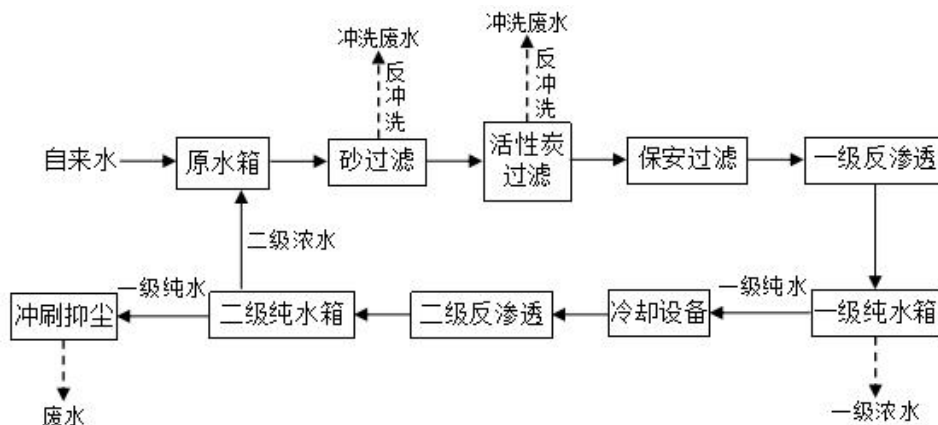 冲洗废水
反冲洗
冲洗废水
反冲洗
自来水
原水箱
砂过滤
活性炭
过滤
保安过滤
一级反渗透
二级浓水
一级纯水
一级纯水
冲刷抑尘
二级纯水箱
二级反渗透
冷却设备
一级纯水箱
废水
一级浓水